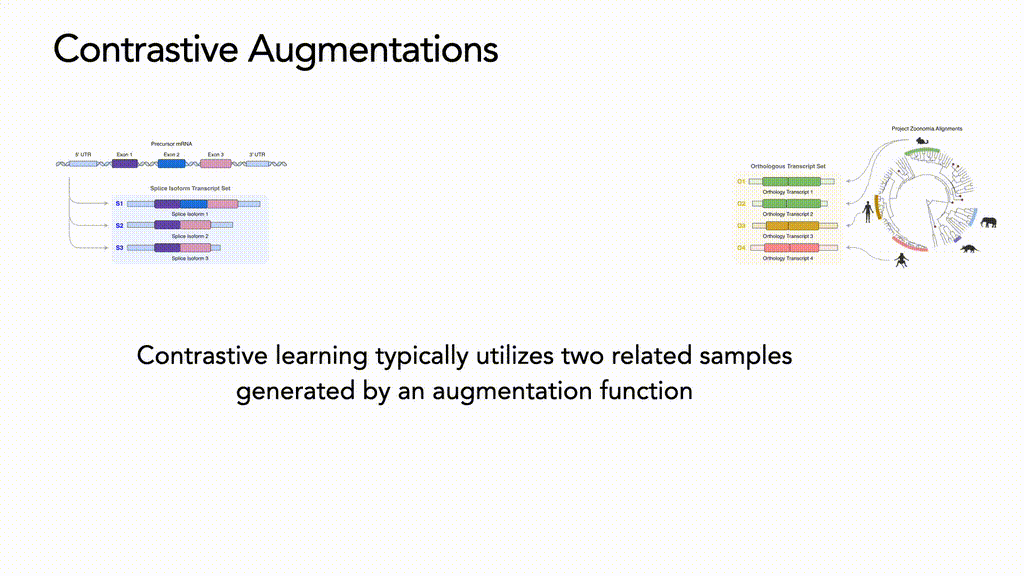 Contrastive Augmentations
Precursor mRNA
5' UTR Exon 1 Exon 2 Exon 3 3' UTR
Splice Isoform Transcript Set
S1
Splice Isoform 1
S2
Splice Isoform 2
S3
Splice Isoform 3
Project Zoonomia Alignments
Orthologous Transcript Set
O1
Orthology Transcript 1
O2
Orthology Transcript 2
O3
Orthology Transcript 3
O4
Orthology Transcript 4
Contrastive learning typically utilizes two related samples
generated by an augmentation function